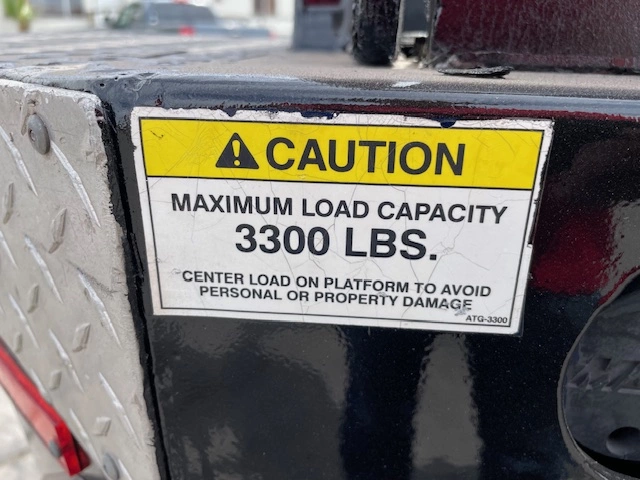 CAUTION
MAXIMUM LOAD CAPACITY
3300 LBS.
CENTER LOAD ON PLATFORM TO AVOID
PERSONAL OR PROPERTY DAMAGE
ATG-3300